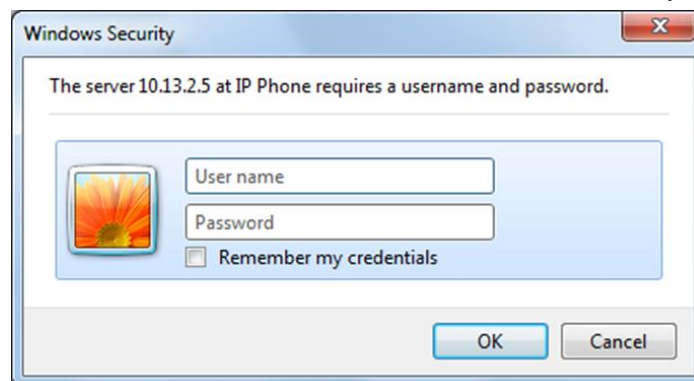 Windows Security
The server 10.13.2.5 at IP Phone requires a username and password.
User name
Password
Remember my credentials
OK Cancel